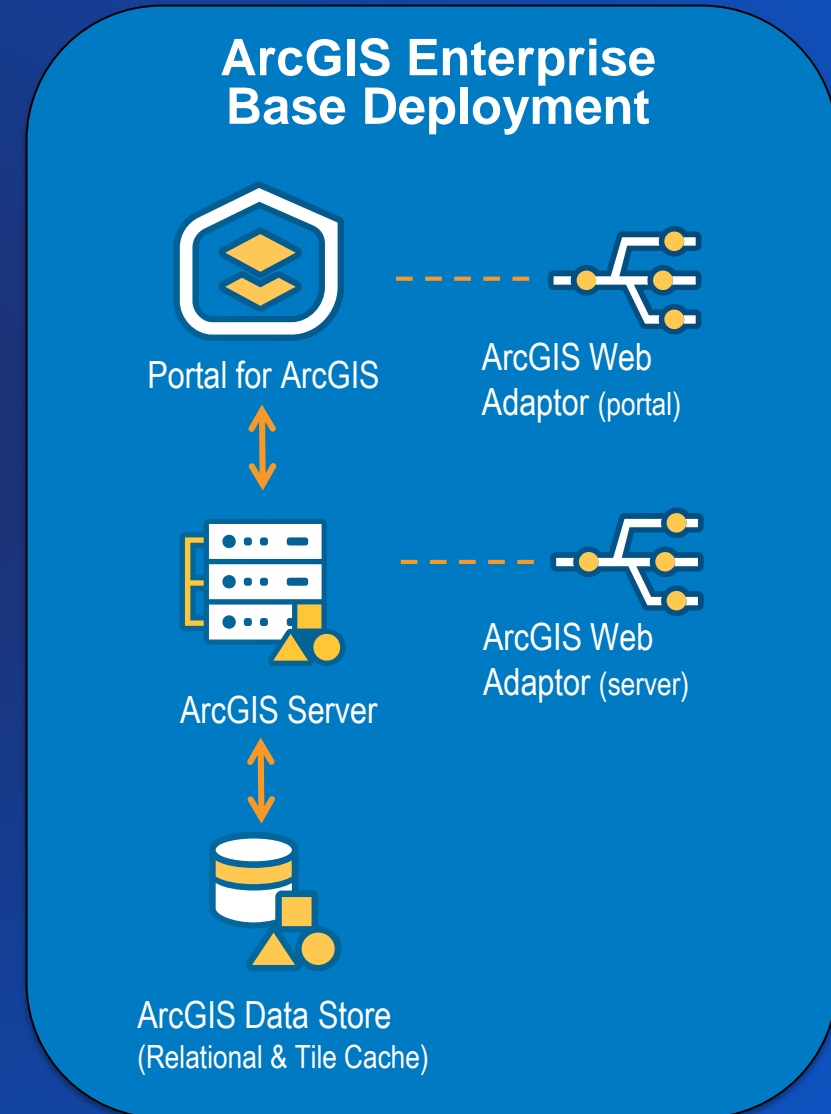 ArcGIS Enterprise
Base Deployment
Portal for ArcGIS
ArcGIS Web
Adaptor (portal)
ArcGIS Server
ArcGIS Web
Adaptor (server)
ArcGIS Data Store
(Relational & Tile Cache)